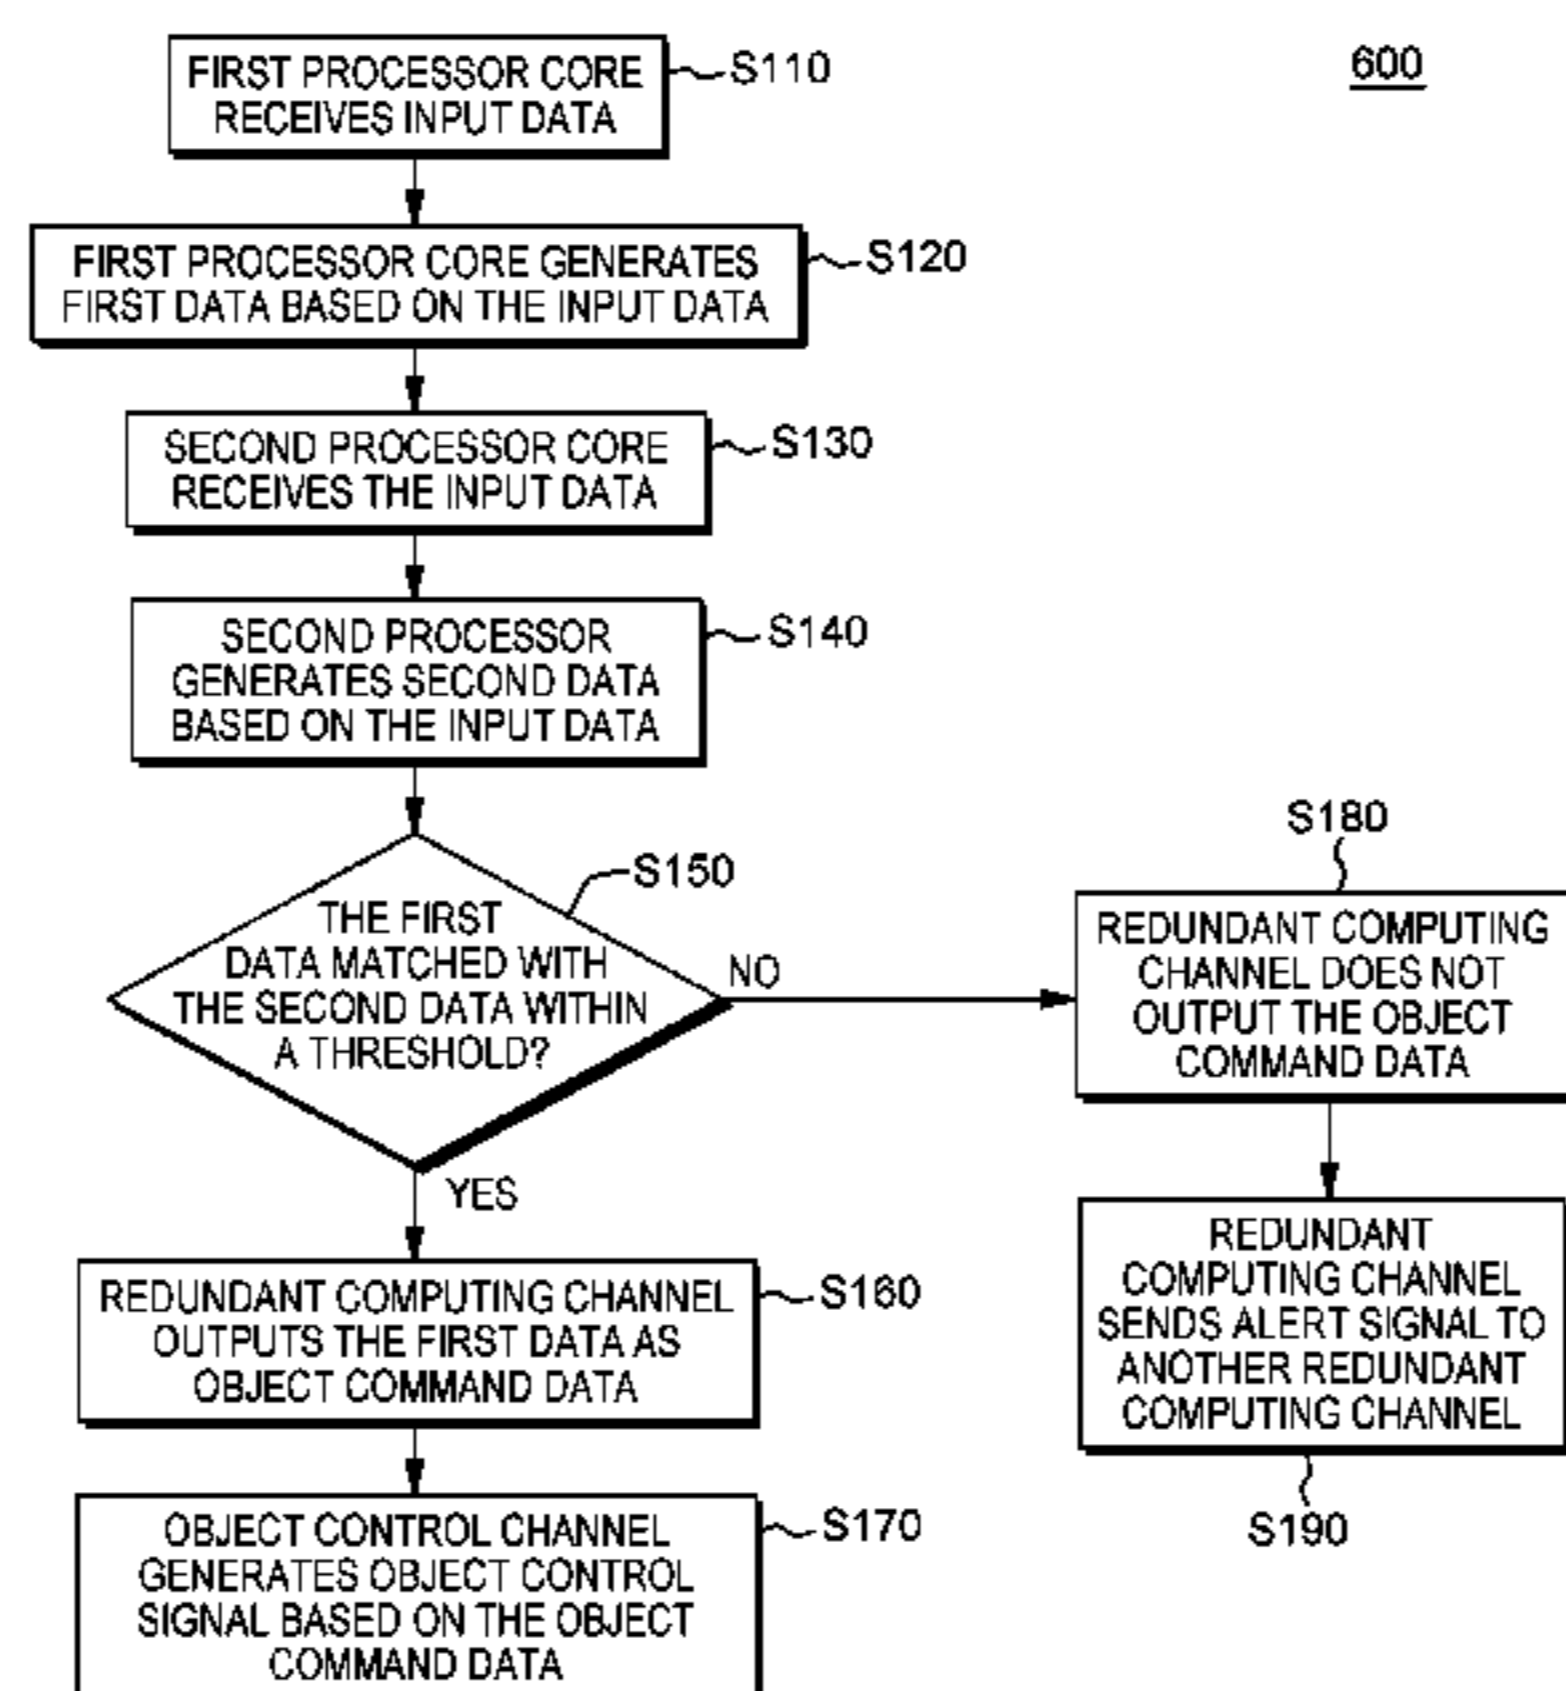 600
FIRST PROCESSOR CORE
RECEIVES INPUT DATA
S110
FIRST PROCESSOR CORE GENERATES
FIRST DATA BASED ON THE INPUT DATA
S120
SECOND PROCESSOR CORE
RECEIVES THE INPUT DATA
S130
SECOND PROCESSOR
GENERATES SECOND DATA
BASED ON THE INPUT DATA
S140
THE FIRST
DATA MATCHED WITH
THE SECOND DATA WITHIN
A THRESHOLD?
S150
NO
YES
REDUNDANT COMPUTING CHANNEL
OUTPUTS THE FIRST DATA AS
OBJECT COMMAND DATA
S160
OBJECT CONTROL CHANNEL
GENERATES OBJECT CONTROL
SIGNAL BASED ON THE OBJECT
COMMAND DATA
S170
S180
REDUNDANT COMPUTING
CHANNEL DOES NOT
OUTPUT THE OBJECT
COMMAND DATA
REDUNDANT
COMPUTING CHANNEL
SENDS ALERT SIGNAL TO
ANOTHER REDUNDANT
COMPUTING CHANNEL
S190